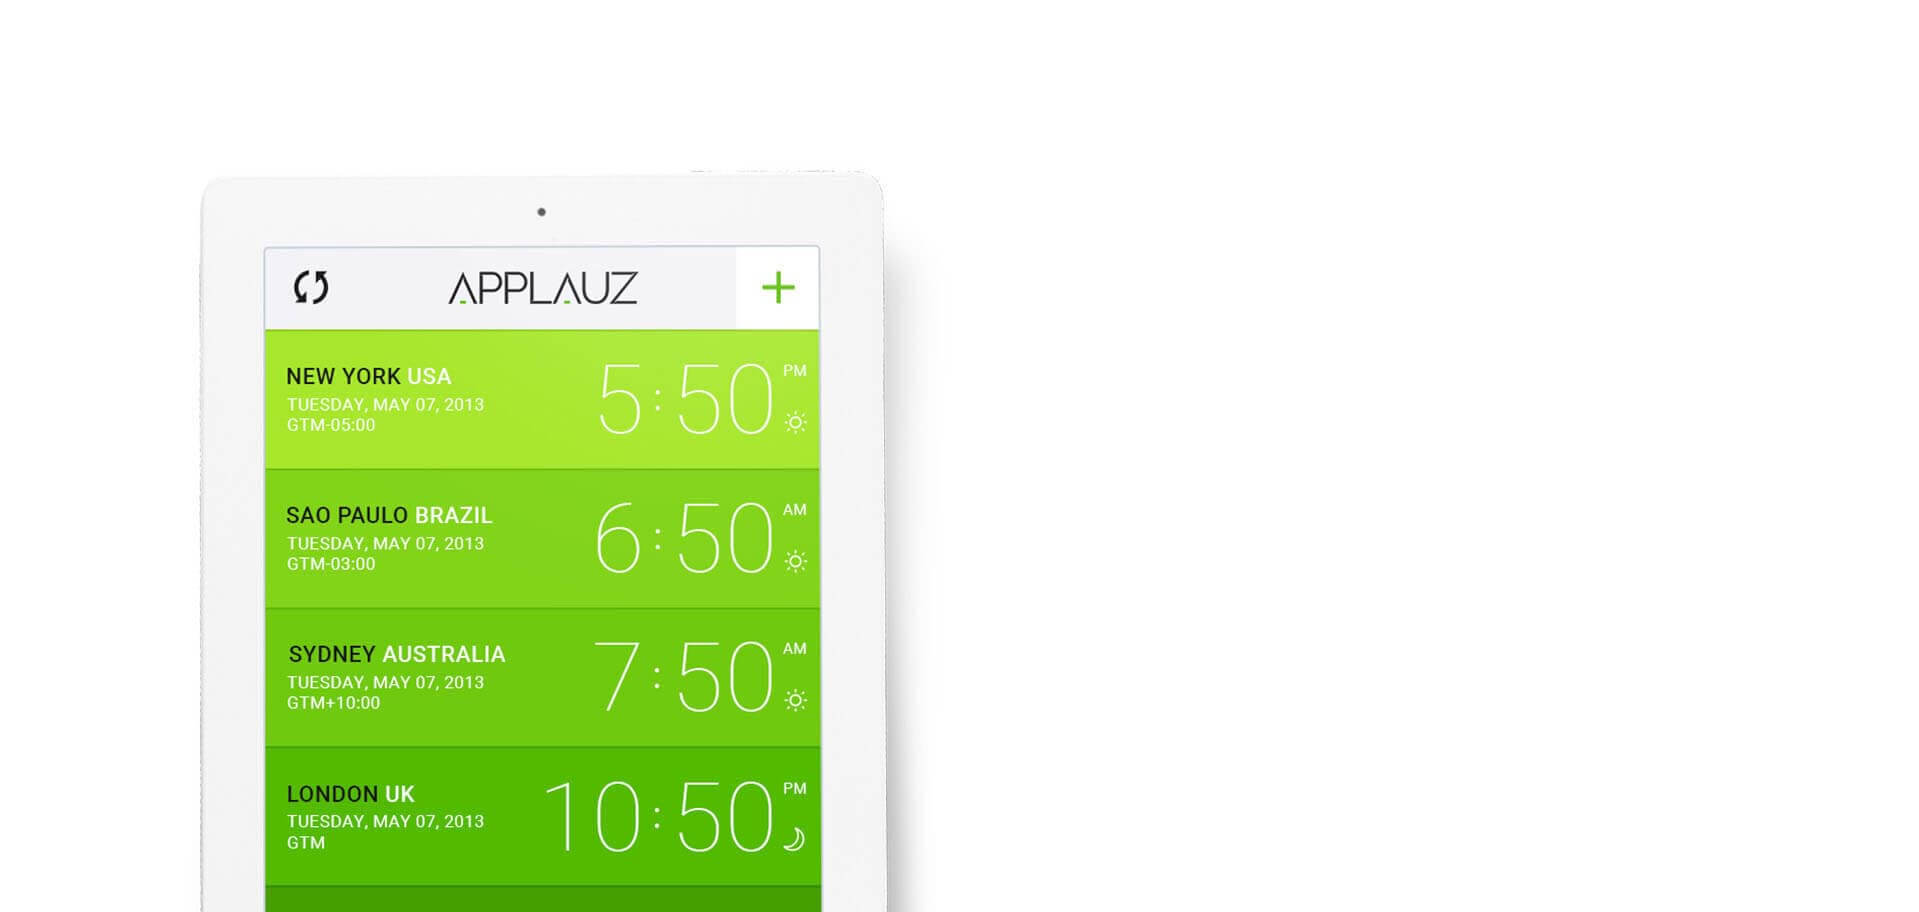 APPLAUZ
NEW YORK USA
TUESDAY, MAY 07, 2013
GTM-05:00
5:50 PM
SAO PAULO BRAZIL
TUESDAY, MAY 07, 2013
GTM-03:00
6:50 AM
SYDNEY AUSTRALIA
TUESDAY, MAY 07, 2013
GTM+10:00
7:50 AM
LONDON UK
TUESDAY, MAY 07, 2013
GTM
10:50 PM